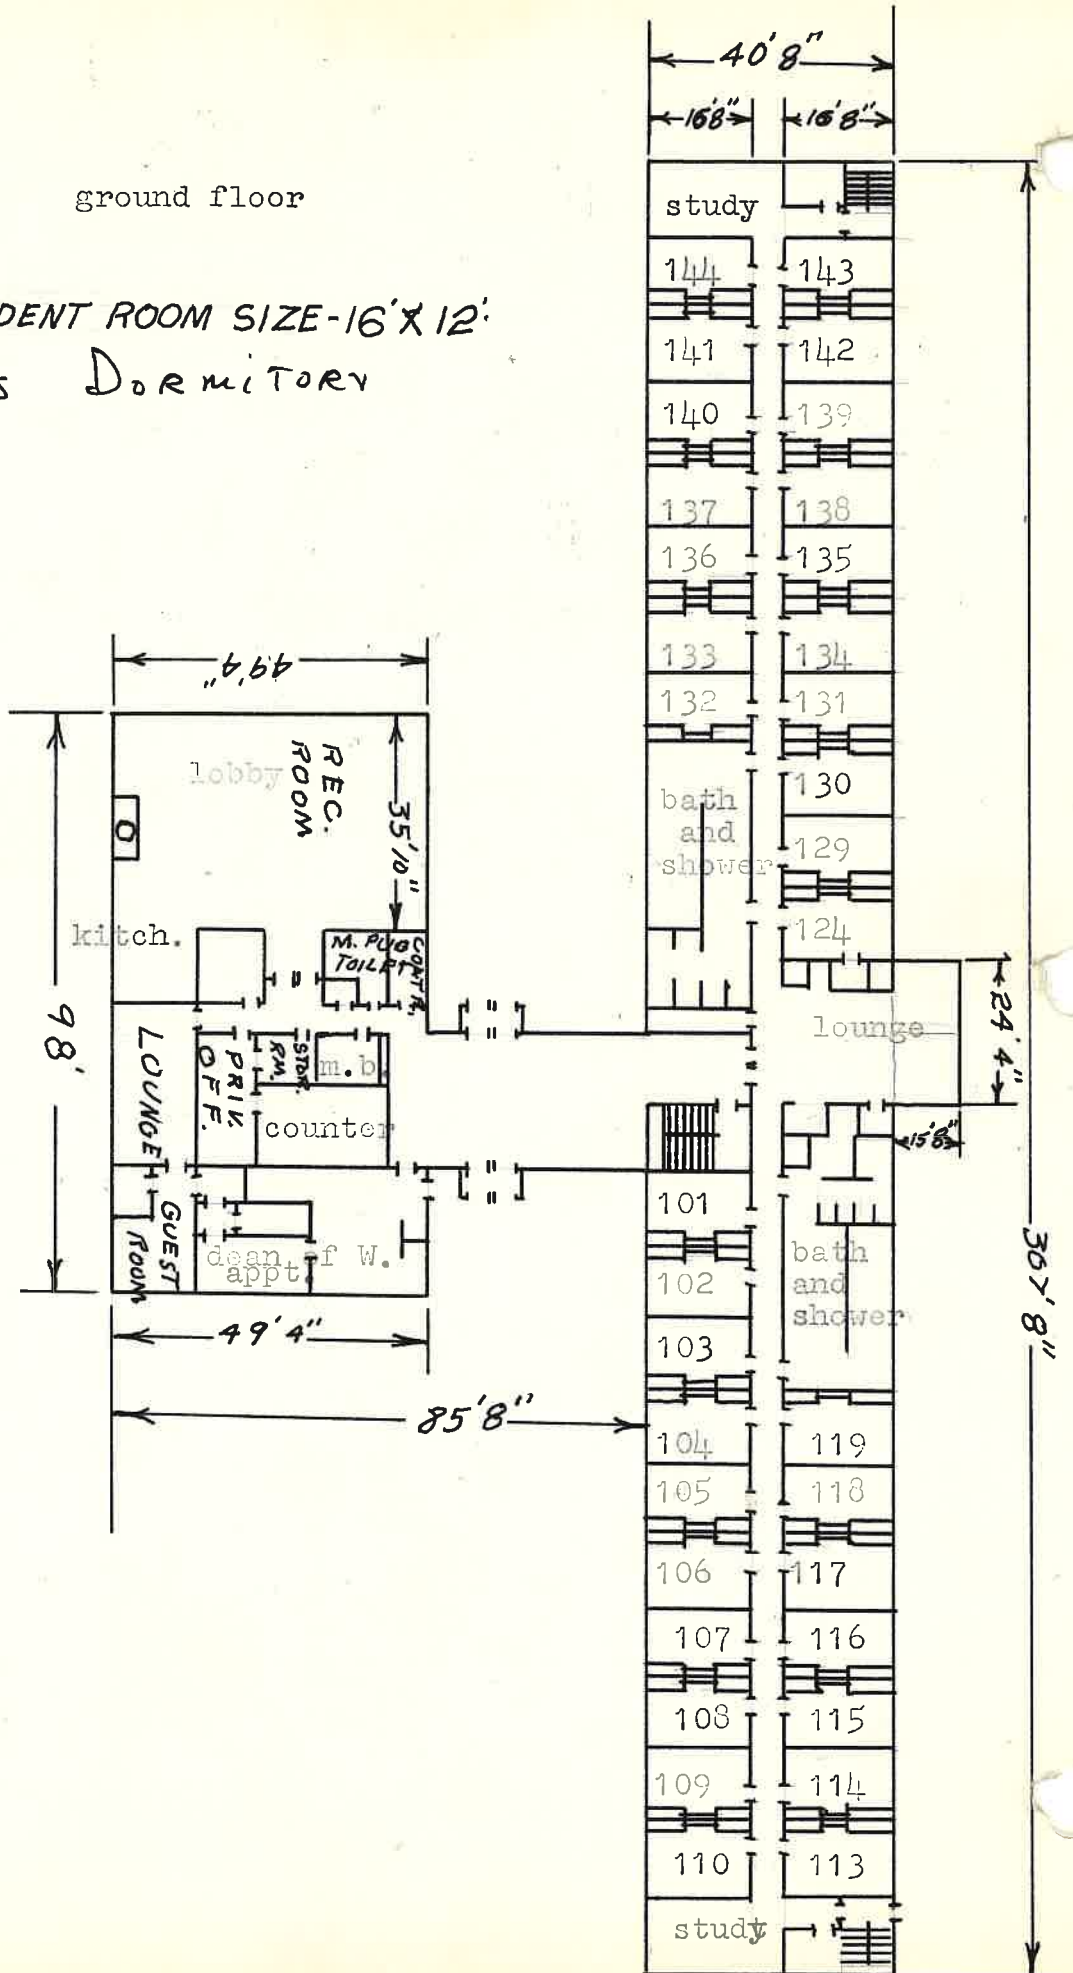 40'8"
16'8" 16'8"
ground floor
study
144 143
DENT ROOM SIZE-16'X12'
141 142
S DORMITORY
140 139
137 138
136 135
133 134
49'4"
132 131
lobby
REC.
ROOM
35'10"
130
bath
and
shower
129
kitch.
M. PUB
TOILET
COAT R.
124
98'
LOUNGE
PRIV.
OFF.
STOR.
RM.
m.b.
lounge
24'4"
counter
15'8"
101
GUEST
ROOM
dean of W.
appt.
102
bath
and
shower
307'8"
49'4"
103
85'8"
104 119
105 118
106 117
107 116
108 115
109 114
110 113
study